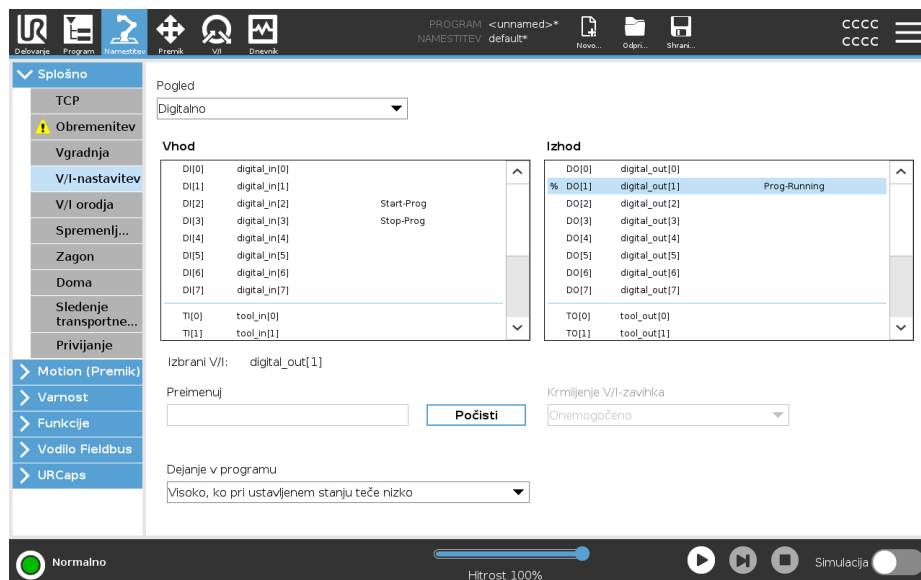 PROGRAM <unnamed>*
NAMESTITEV default*
CCCC
CCCC
Delovanje Program Namestitev Premik V/I Dnevnik Novo... Odpri... Shrani...
Splošno
TCP
Obremenitev
Vgradnja
V/I-nastavitev
V/I orodja
Spremenlj...
Zagon
Doma
Sledenje
transportne...
Privijanje
Motion (Premik)
Varnost
Funkcije
Vodilo Fieldbus
URCaps
Pogled
Digitalno
Vhod
DI[0] digital_in[0]
DI[1] digital_in[1]
DI[2] digital_in[2] Start-Prog
DI[3] digital_in[3] Stop-Prog
DI[4] digital_in[4]
DI[5] digital_in[5]
DI[6] digital_in[6]
DI[7] digital_in[7]
TI[0] tool_in[0]
TI[1] tool_in[1]
Izhod
DO[0] digital_out[0]
% DO[1] digital_out[1] Prog-Running
DO[2] digital_out[2]
DO[3] digital_out[3]
DO[4] digital_out[4]
DO[5] digital_out[5]
DO[6] digital_out[6]
DO[7] digital_out[7]
TO[0] tool_out[0]
TO[1] tool_out[1]
Izbrani V/I: digital_out[1]
Preimenuj
Počisti
Krmiljenje V/I-zavihka
Onemogočeno
Dejanje v programu
Visoko, ko pri ustavljenem stanju teče nizko
Normalno
Hitrost 100%
Simulacija